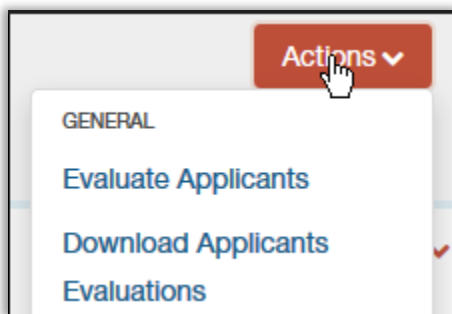 Actions
GENERAL
Evaluate Applicants
Download Applicants
Evaluations